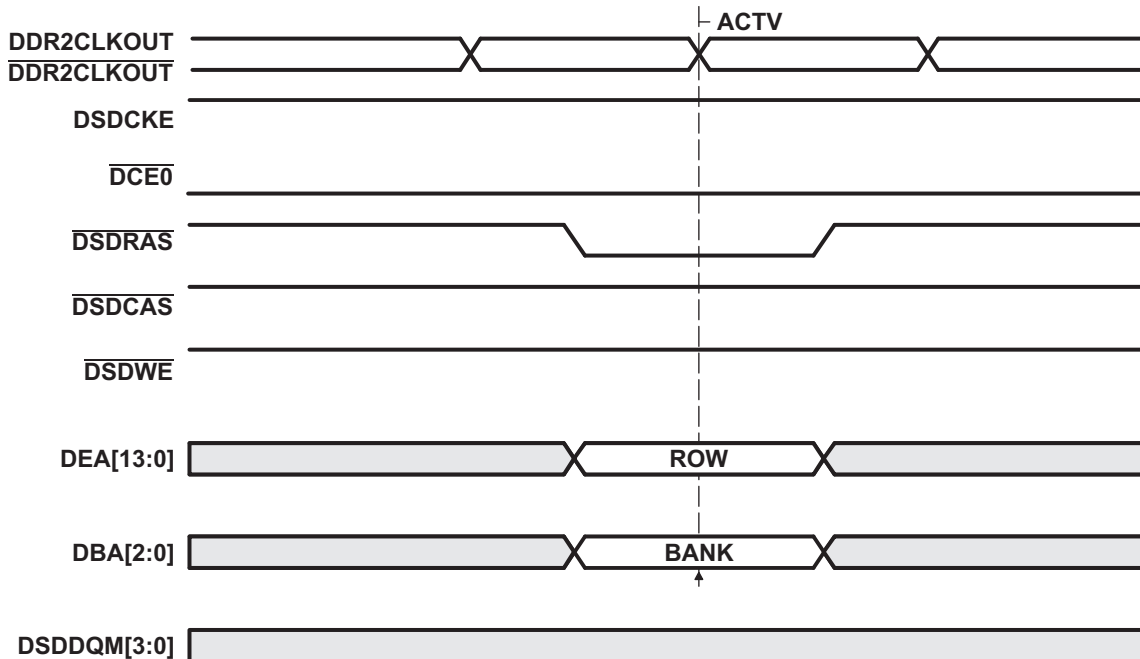 ACTV
DDR2CLKOUT
DDR2CLKOUT
DSDCKE
DCE0
DSDRAS
DSDCAS
DSDWE
DEA[13:0] ROW
DBA[2:0] BANK
DSDDQM[3:0]